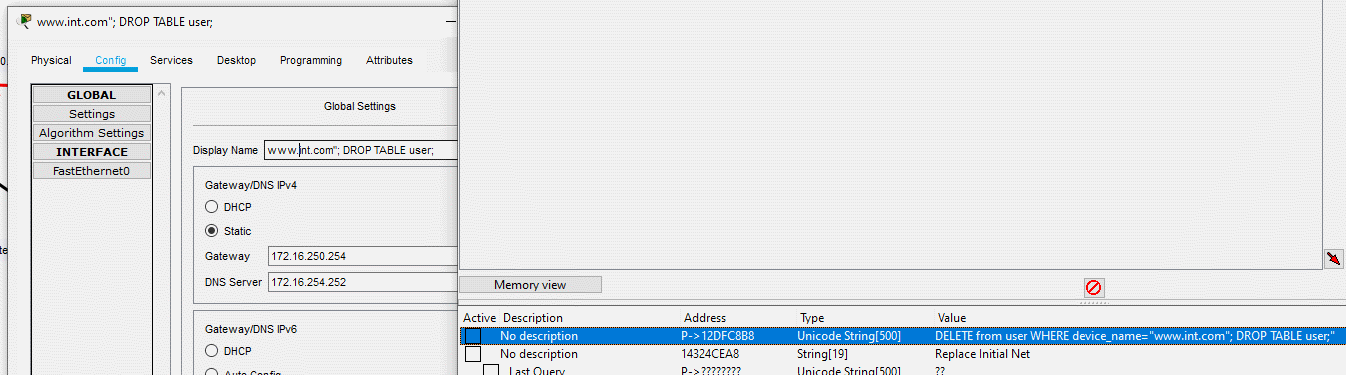 www.int.com"; DROP TABLE user;
Physical Config Services Desktop Programming Attributes
GLOBAL
Settings
Algorithm Settings
INTERFACE
FastEthernet0
Global Settings
Display Name www.int.com"; DROP TABLE user;
Gateway/DNS IPv4
DHCP
Static
Gateway 172.16.250.254
DNS Server 172.16.254.252
Gateway/DNS IPv6
DHCP
Auto Config
0.
te
Memory view
Active Description Address Type Value
No description P->12DFC8B8 Unicode String[500] DELETE from user WHERE device_name="www.int.com"; DROP TABLE user;"
No description 14324CEA8 String[19] Replace Initial Net
Last Query P->???????? Unicode String[500] ??